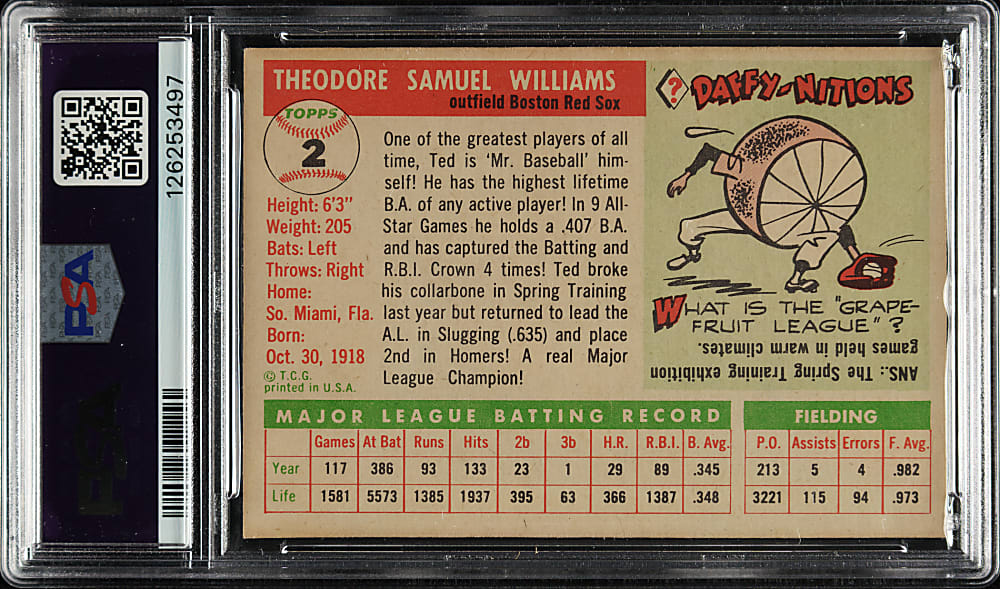 126253497
PSA
THEODORE SAMUEL WILLIAMS
outfield Boston Red Sox
TOPPS
2
Height: 6'3"
Weight: 205
Bats: Left
Throws: Right
Home:
So. Miami, Fla.
Born:
Oct. 30, 1918
© T.C.G.
printed in U.S.A.
One of the greatest players of all
time, Ted is 'Mr. Baseball' him-
self! He has the highest lifetime
B.A. of any active player! In 9 All-
Star Games he holds a .407 B.A.
and has captured the Batting and
R.B.I. Crown 4 times! Ted broke
his collarbone in Spring Training
last year but returned to lead the
A.L. in Slugging (.635) and place
2nd in Homers! A real Major
League Champion!
? DAFFY-NITIONS
WHAT IS THE "GRAPE-
FRUIT LEAGUE"?
ANS.: The Spring Training exhibition
games held in warm climates.
MAJOR LEAGUE BATTING RECORD
Games At Bat Runs Hits 2b 3b H.R. R.B.I. B. Avg.
Year 117 386 93 133 23 1 29 89 .345
Life 1581 5573 1385 1937 395 63 366 1387 .348
FIELDING
P.O. Assists Errors F. Avg.
213 5 4 .982
3221 115 94 .973